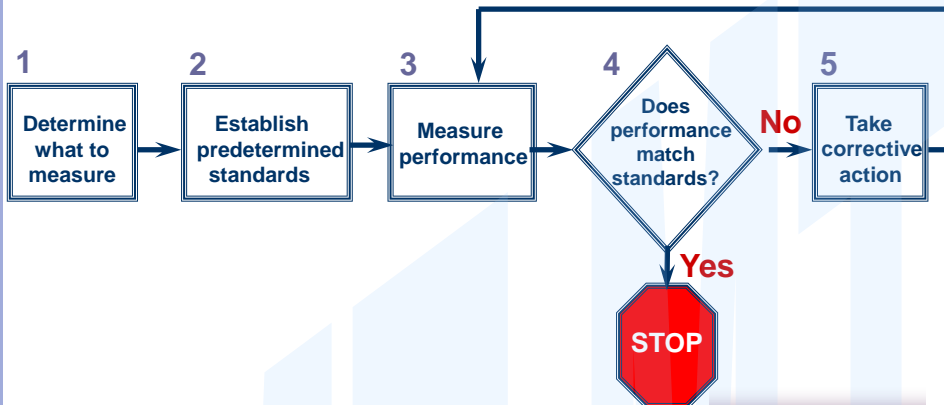 1
Determine
what to
measure
2
Establish
predetermined
standards
3
Measure
performance
4
Does
performance
match
standards?
No
5
Take
corrective
action
Yes
STOP